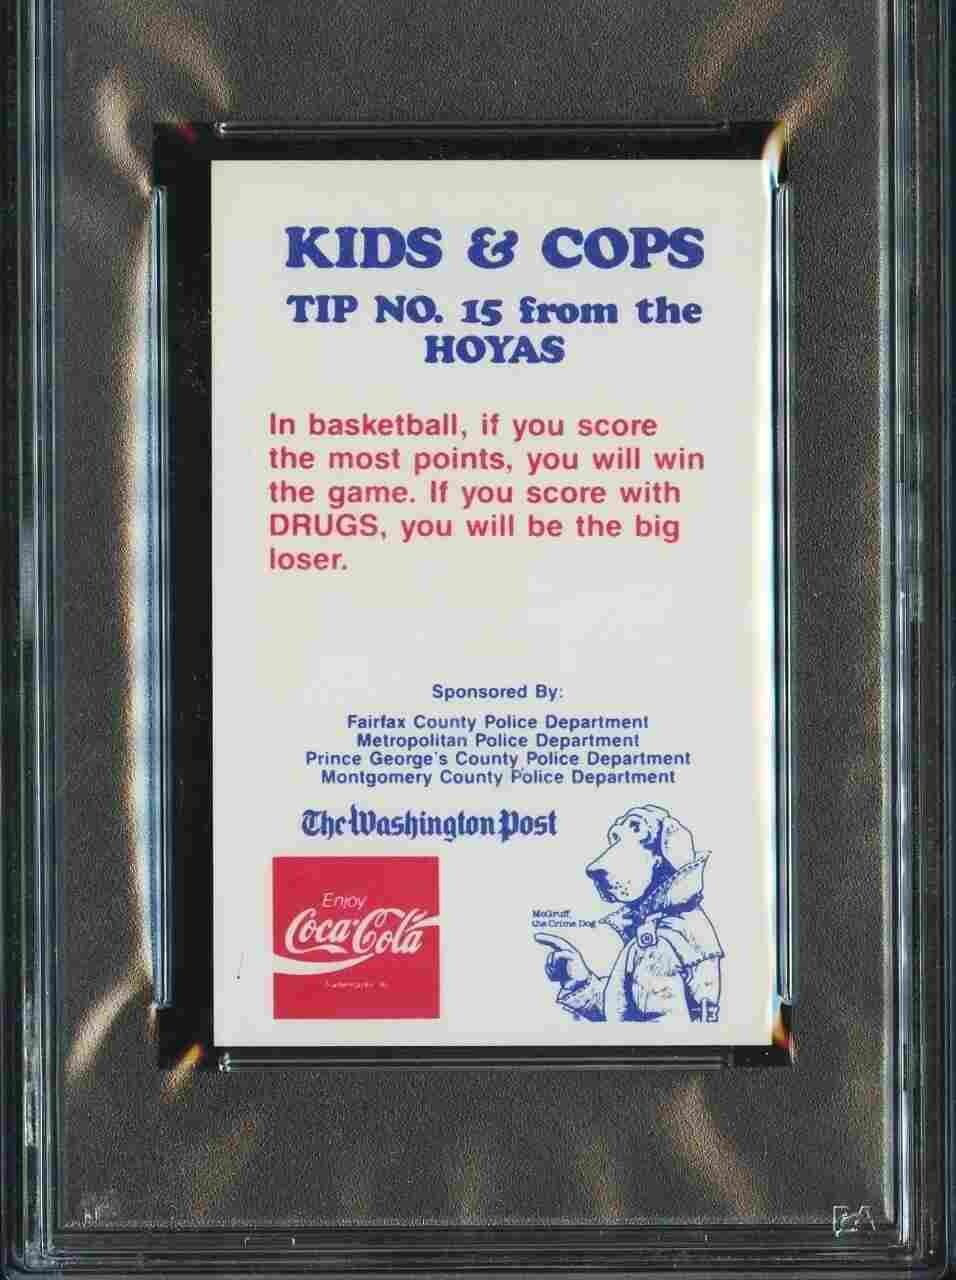 KIDS & COPS
TIP NO. 15 from the
HOYAS
In basketball, if you score
the most points, you will win
the game. If you score with
DRUGS, you will be the big
loser.
Sponsored By:
Fairfax County Police Department
Metropolitan Police Department
Prince George's County Police Department
Montgomery County Police Department
The Washington Post
Enjoy
Coca-Cola
McGruff,
the Crime Dog